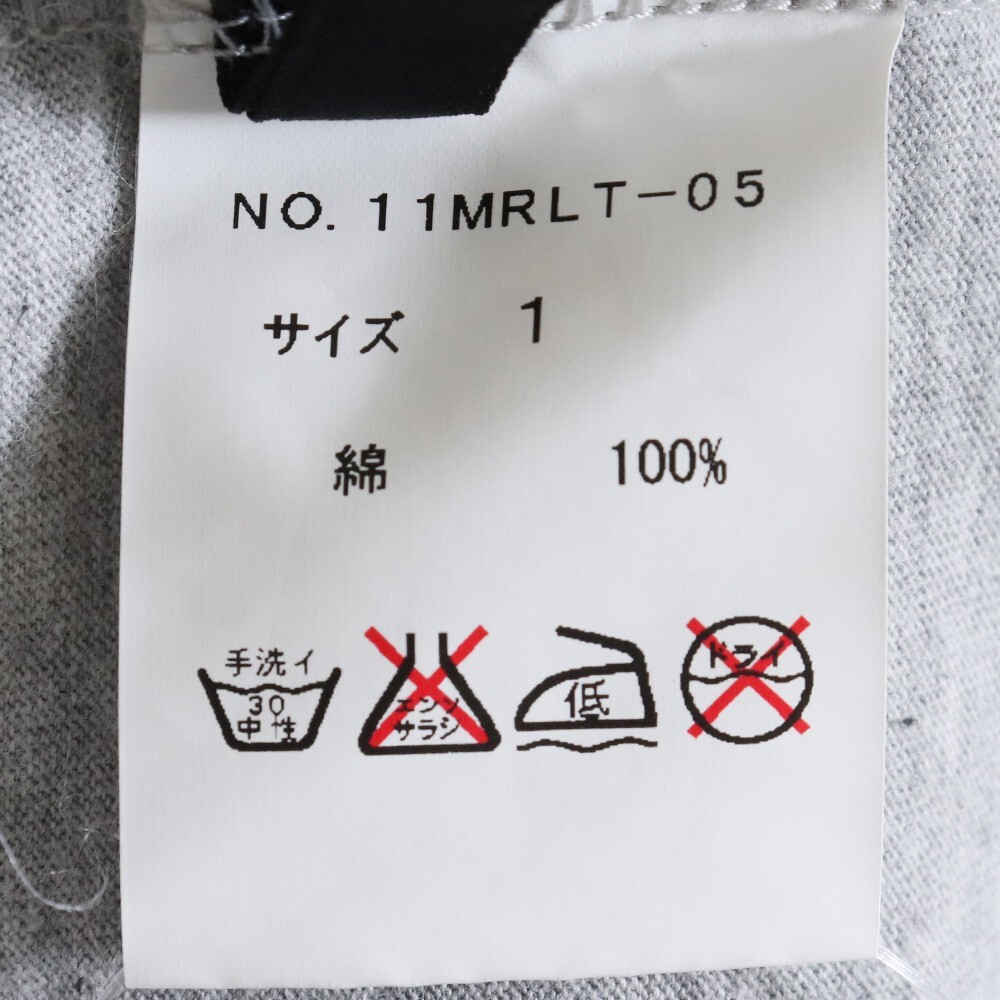 NO. 11MRLT-05
サイズ 1
綿 100%
手洗イ
30
中性
エンソ
サラシ
低
ドライ